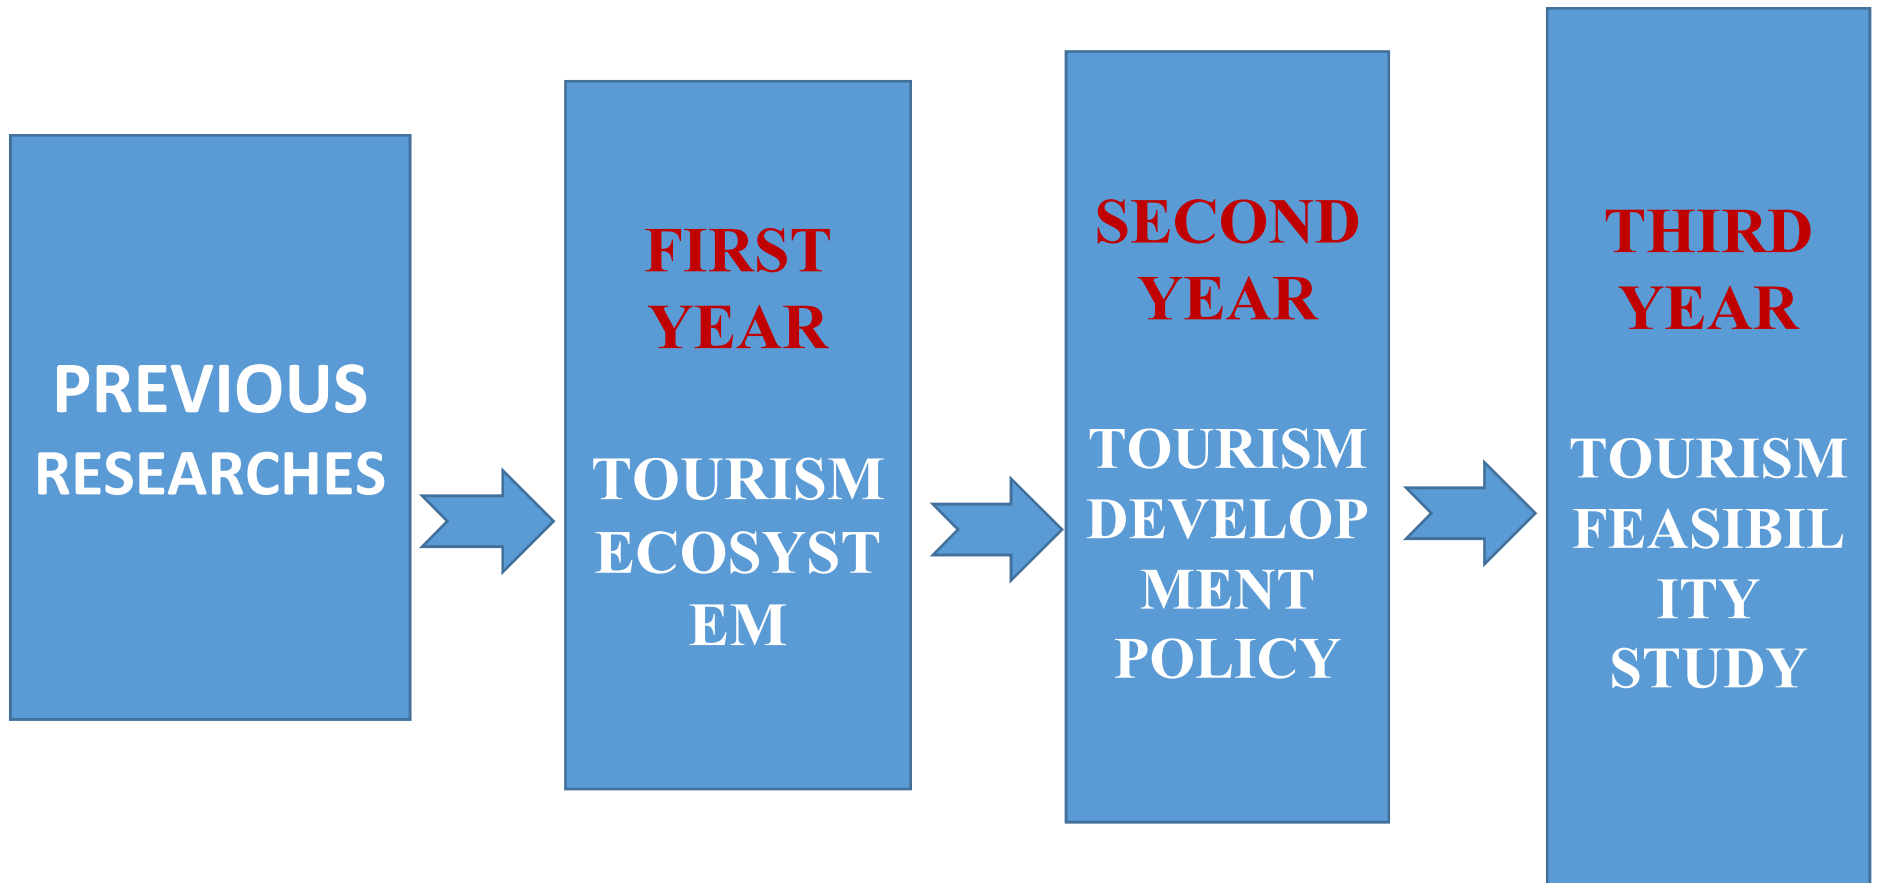 PREVIOUS
RESEARCHES
FIRST
YEAR
TOURISM
ECOSYST
EM
SECOND
YEAR
TOURISM
DEVELOP
MENT
POLICY
THIRD
YEAR
TOURISM
FEASIBIL
ITY
STUDY